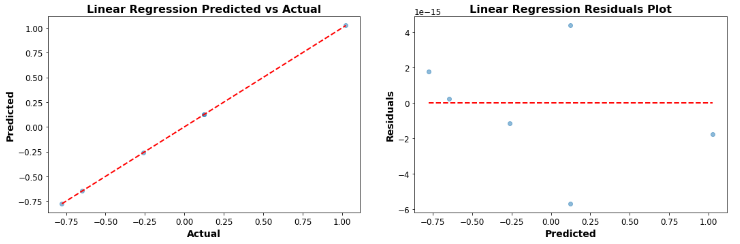 Linear Regression Predicted vs Actual
1.00
0.75
0.50
0.25
0.00
−0.25
−0.50
−0.75
Predicted
−0.75 −0.50 −0.25 0.00 0.25 0.50 0.75 1.00
Actual
Linear Regression Residuals Plot
1e−15
4
2
0
−2
−4
−6
Residuals
−0.75 −0.50 −0.25 0.00 0.25 0.50 0.75 1.00
Predicted